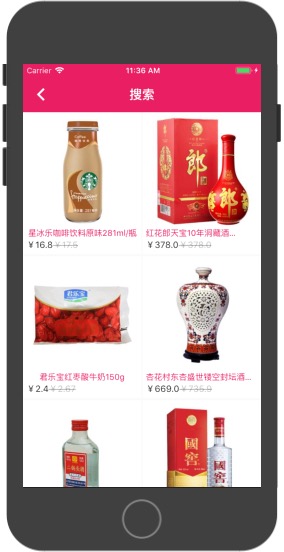 Carrier 11:36 AM
搜索
Coffee
郎
郎
星冰乐咖啡饮料原味281ml/瓶
¥ 16.8 ¥ 17.5
红花郎天宝10年洞藏酒...
¥ 378.0 ¥ 378.0
君乐宝
君乐宝红枣酸牛奶150g
¥ 2.4 ¥ 2.67
杏花村东杏盛世镂空封坛酒...
¥ 669.0 ¥ 735.9
國窖
國窖